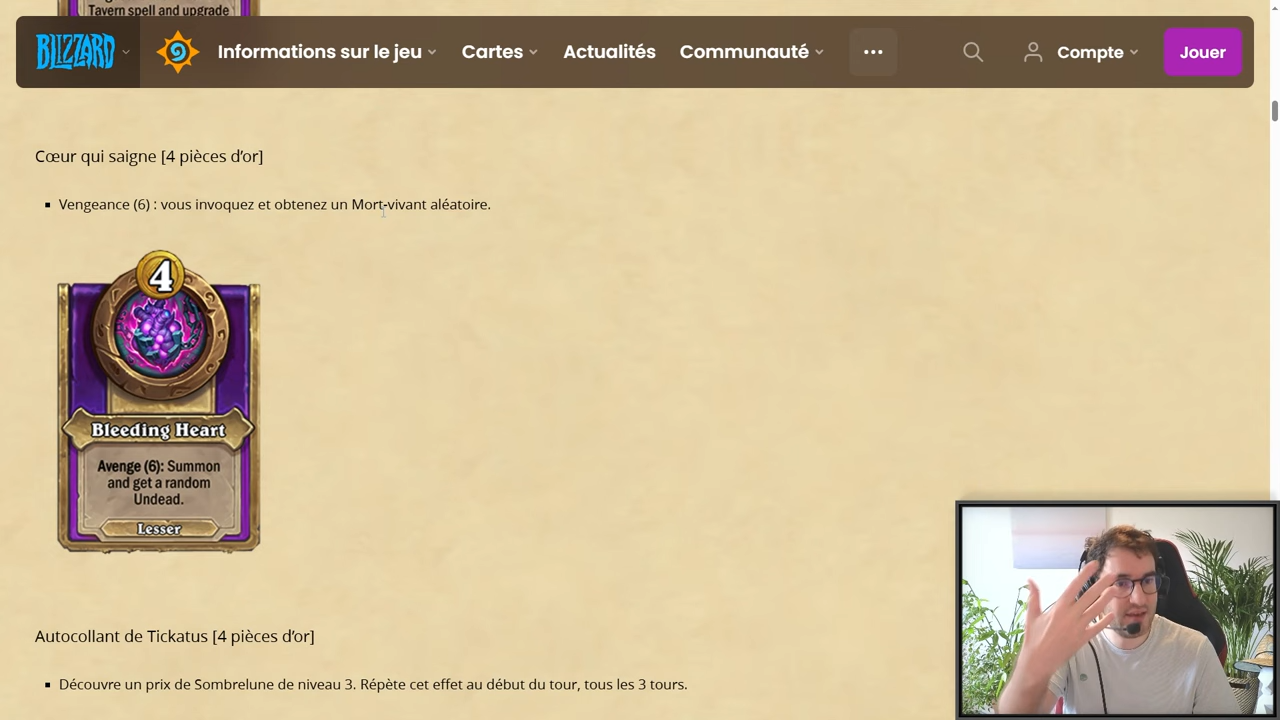 Tavern spell and upgrade
BLIZZARD
Informations sur le jeu
Cartes
Actualités
Communauté
Compte
Jouer
Cœur qui saigne [4 pièces d’or]
Vengeance (6) : vous invoquez et obtenez un Mort-vivant aléatoire.
4
Bleeding Heart
Avenge (6): Summon
and get a random
Undead.
Lesser
Autocollant de Tickatus [4 pièces d’or]
Découvre un prix de Sombrelune de niveau 3. Répète cet effet au début du tour, tous les 3 tours.